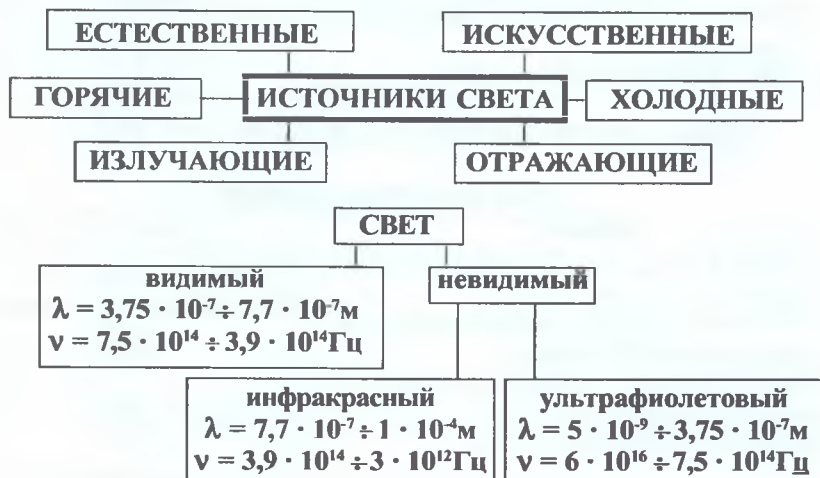 ЕСТЕСТВЕННЫЕ ИСКУССТВЕННЫЕ
ГОРЯЧИЕ ИСТОЧНИКИ СВЕТА ХОЛОДНЫЕ
ИЗЛУЧАЮЩИЕ ОТРАЖАЮЩИЕ
СВЕТ
видимый
λ = 3,75 · 10⁻⁷ ÷ 7,7 · 10⁻⁷м
ν = 7,5 · 10¹⁴ ÷ 3,9 · 10¹⁴Гц
невидимый
инфракрасный
λ = 7,7 · 10⁻⁷ ÷ 1 · 10⁻⁴м
ν = 3,9 · 10¹⁴ ÷ 3 · 10¹²Гц
ультрафиолетовый
λ = 5 · 10⁻⁹ ÷ 3,75 · 10⁻⁷м
ν = 6 · 10¹⁶ ÷ 7,5 · 10¹⁴Гц